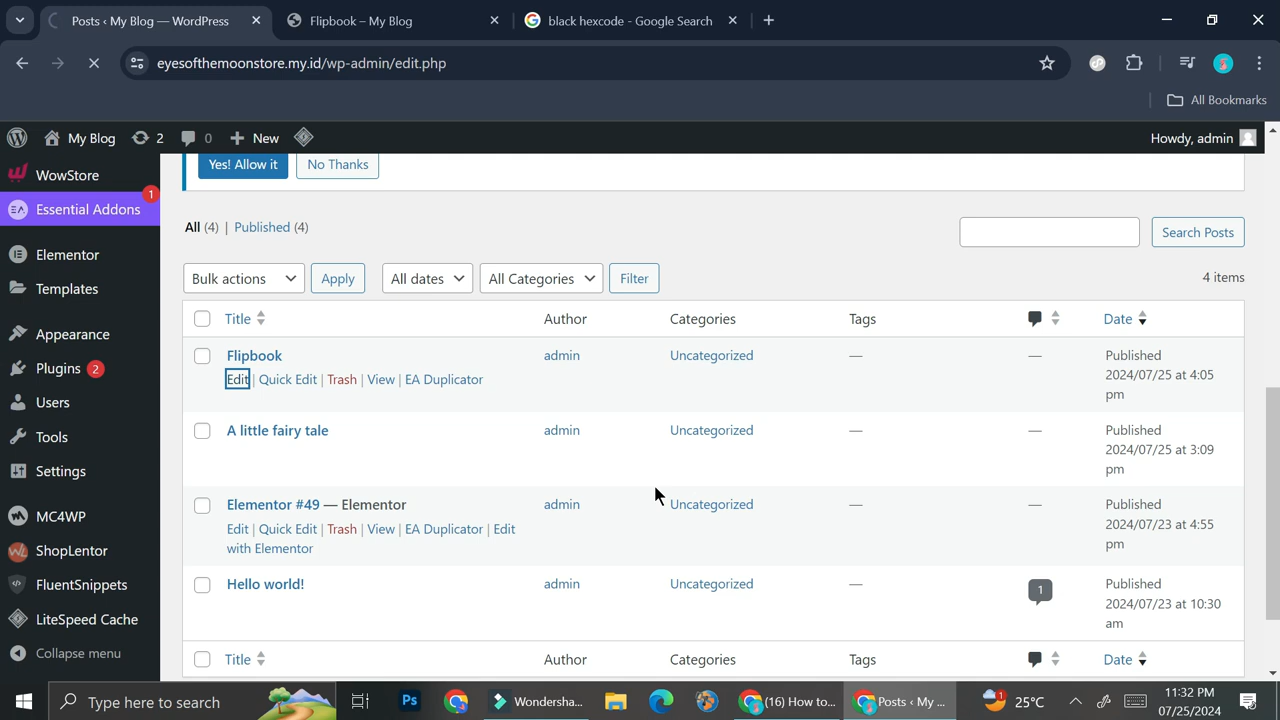 Posts ‹ My Blog — WordPress
Flipbook – My Blog
black hexcode - Google Search
eyesofthemoonstore.my.id/wp-admin/edit.php
All Bookmarks
My Blog 2 0 New
Howdy, admin
WowStore
1
Essential Addons
Elementor
Templates
Appearance
Plugins 2
Users
Tools
Settings
MC4WP
ShopLentor
FluentSnippets
LiteSpeed Cache
Collapse menu
Yes! Allow it
No Thanks
All (4) | Published (4)
Search Posts
Bulk actions
Apply
All dates
All Categories
Filter
4 items
Title Author Categories Tags Date
Flipbook admin Uncategorized — — Published
2024/07/25 at 4:05
pm
Edit | Quick Edit | Trash | View | EA Duplicator
A little fairy tale admin Uncategorized — — Published
2024/07/25 at 3:09
pm
Elementor #49 — Elementor admin Uncategorized — — Published
2024/07/23 at 4:55
pm
Edit | Quick Edit | Trash | View | EA Duplicator | Edit
with Elementor
Hello world! admin Uncategorized — 1 Published
2024/07/23 at 10:30
am
Title Author Categories Tags Date
Type here to search
Ps
Wondersha...
(16) How to...
Posts ‹ My ...
1
25°C
11:32 PM
07/25/2024